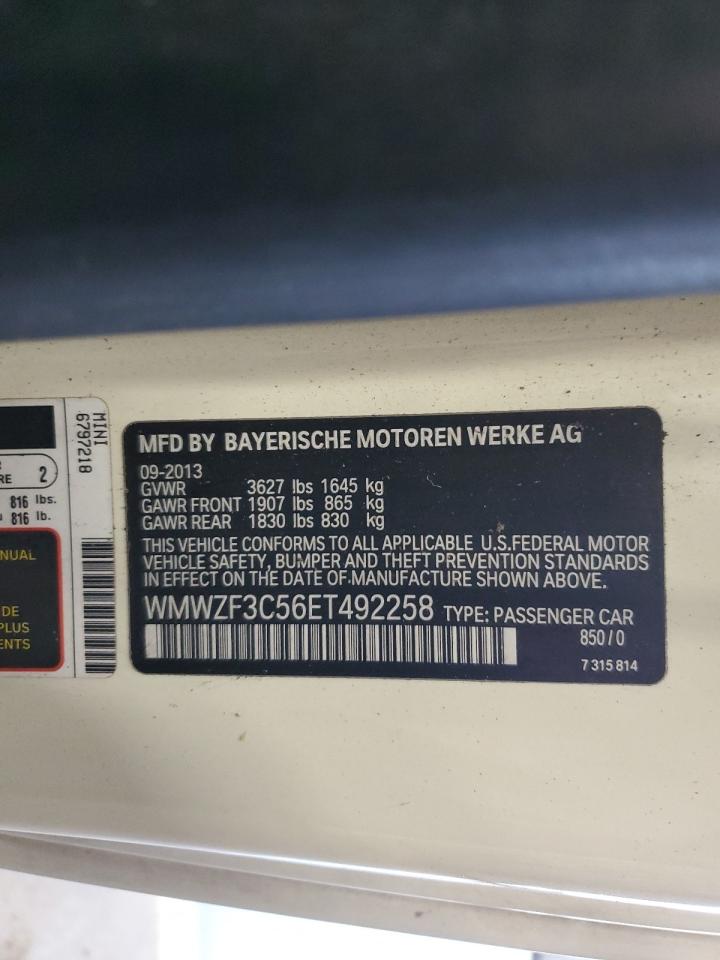 MINI
6797218
RE 2
816 lbs.
816 lb.
NUAL
DE
PLUS
ENTS
MFD BY BAYERISCHE MOTOREN WERKE AG
09-2013
GVWR 3627 lbs 1645 kg
GAWR FRONT 1907 lbs 865 kg
GAWR REAR 1830 lbs 830 kg
THIS VEHICLE CONFORMS TO ALL APPLICABLE U.S.FEDERAL MOTOR
VEHICLE SAFETY, BUMPER AND THEFT PREVENTION STANDARDS
IN EFFECT ON THE DATE OF MANUFACTURE SHOWN ABOVE.
WMWZF3C56ET492258 TYPE: PASSENGER CAR
850/0
7 315 814